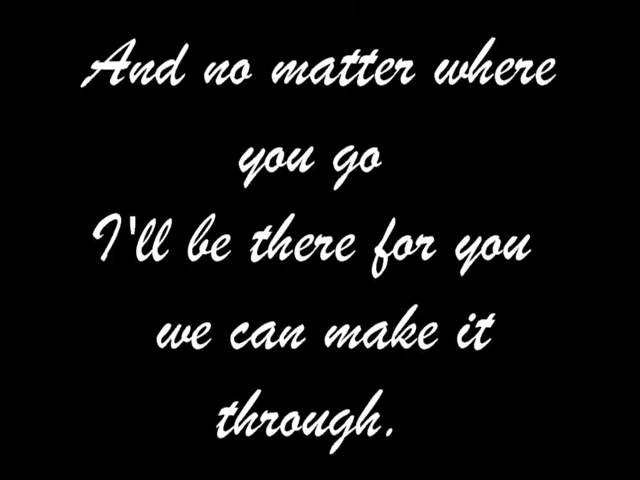 And no matter where
you go
I'll be there for you
we can make it
through.